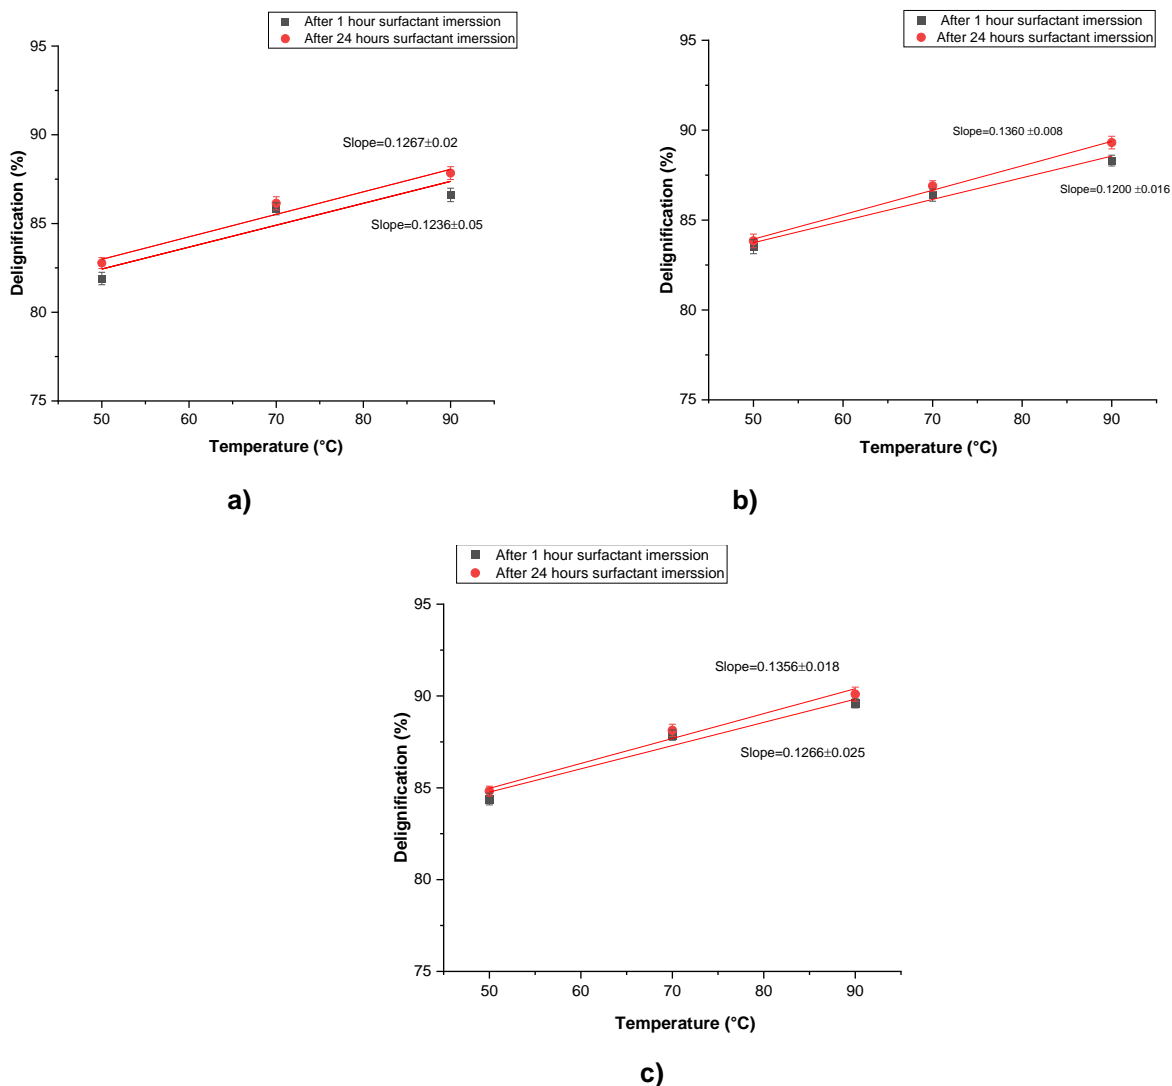 After 1 hour surfactant imerssion
After 24 hours surfactant imerssion
95
90
85
80
75
Delignification (%)
Slope=0.1267±0.02
Slope=0.1236±0.05
50 60 70 80 90
Temperature (°C)
a)
After 1 hour surfactant imerssion
After 24 hours surfactant imerssion
95
90
85
80
75
Delignification (%)
Slope=0.1360 ±0.008
Slope=0.1200 ±0.016
50 60 70 80 90
Temperature (°C)
b)
After 1 hour surfactant imerssion
After 24 hours surfactant imerssion
95
90
85
80
75
Delignification (%)
Slope=0.1356±0.018
Slope=0.1266±0.025
50 60 70 80 90
Temperature (°C)
c)